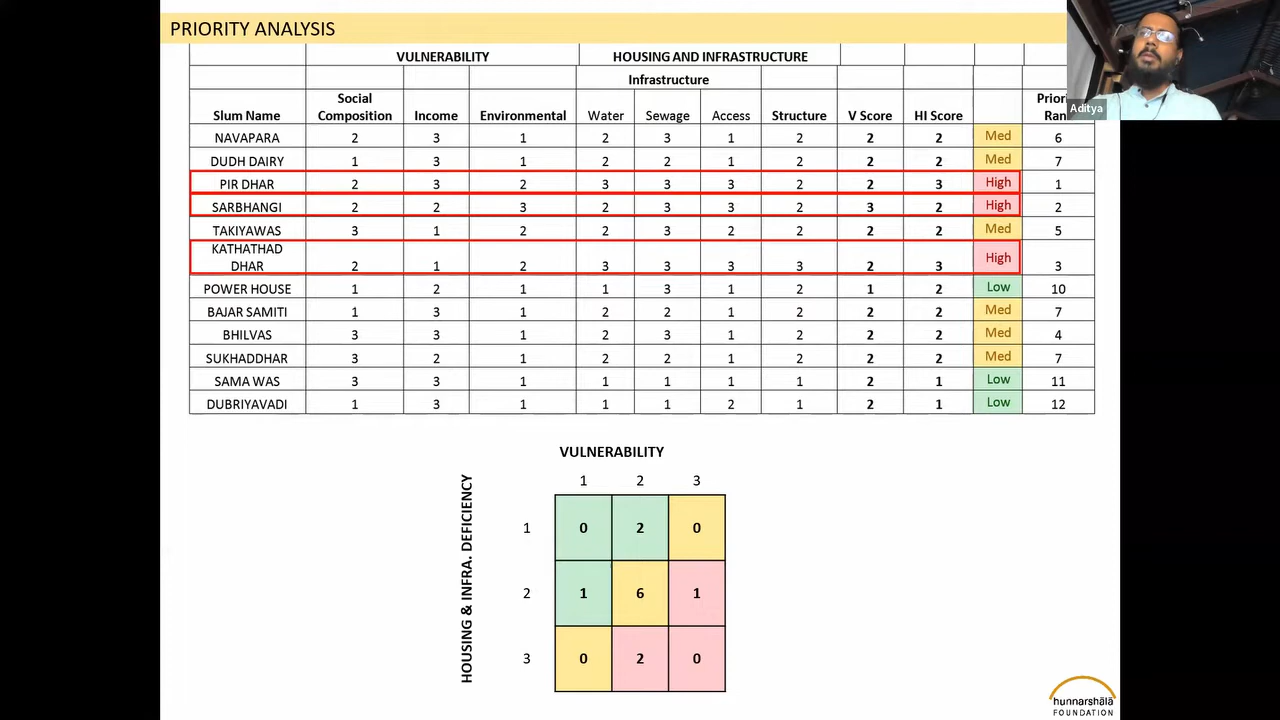 PRIORITY ANALYSIS
Aditya
VULNERABILITY HOUSING AND INFRASTRUCTURE
Infrastructure
Slum Name Social Composition Income Environmental Water Sewage Access Structure V Score HI Score
NAVAPARA 2 3 1 2 3 1 2 2 2 Med 6
DUDH DAIRY 1 3 1 2 2 1 2 2 2 Med 7
PIR DHAR 2 3 2 3 3 3 2 2 3 High 1
SARBHANGI 2 2 3 2 3 3 2 3 2 High 2
TAKIYAWAS 3 1 2 2 3 2 2 2 2 Med 5
KATHATHAD
DHAR 2 1 2 3 3 3 3 2 3 High 3
POWER HOUSE 1 2 1 1 3 1 2 1 2 Low 10
BAJAR SAMITI 1 3 1 2 2 1 2 2 2 Med 7
BHILVAS 3 3 1 2 3 1 2 2 2 Med 4
SUKHADDHAR 3 2 1 2 2 1 2 2 2 Med 7
SAMA WAS 3 3 1 1 1 1 1 2 1 Low 11
DUBRIYAVADI 1 3 1 1 1 2 1 2 1 Low 12
VULNERABILITY
1 2 3
HOUSING & INFRA. DEFICIENCY
1 0 2 0
2 1 6 1
3 0 2 0
hunnarshālā
FOUNDATION